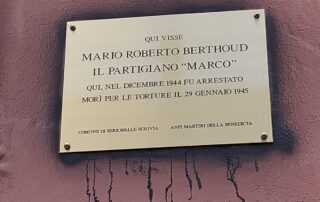 QUI VISSE
MARIO ROBERTO BERTHOUD
IL PARTIGIANO "MARCO"
QUI, NEL DICEMBRE 1944 FU ARRESTATO
MORÌ PER LE TORTURE IL 29 GENNAIO 1945
COMUNE DI SERRAVALLE SCRIVIA ANPI MARTIRI DELLA BENEDICTA